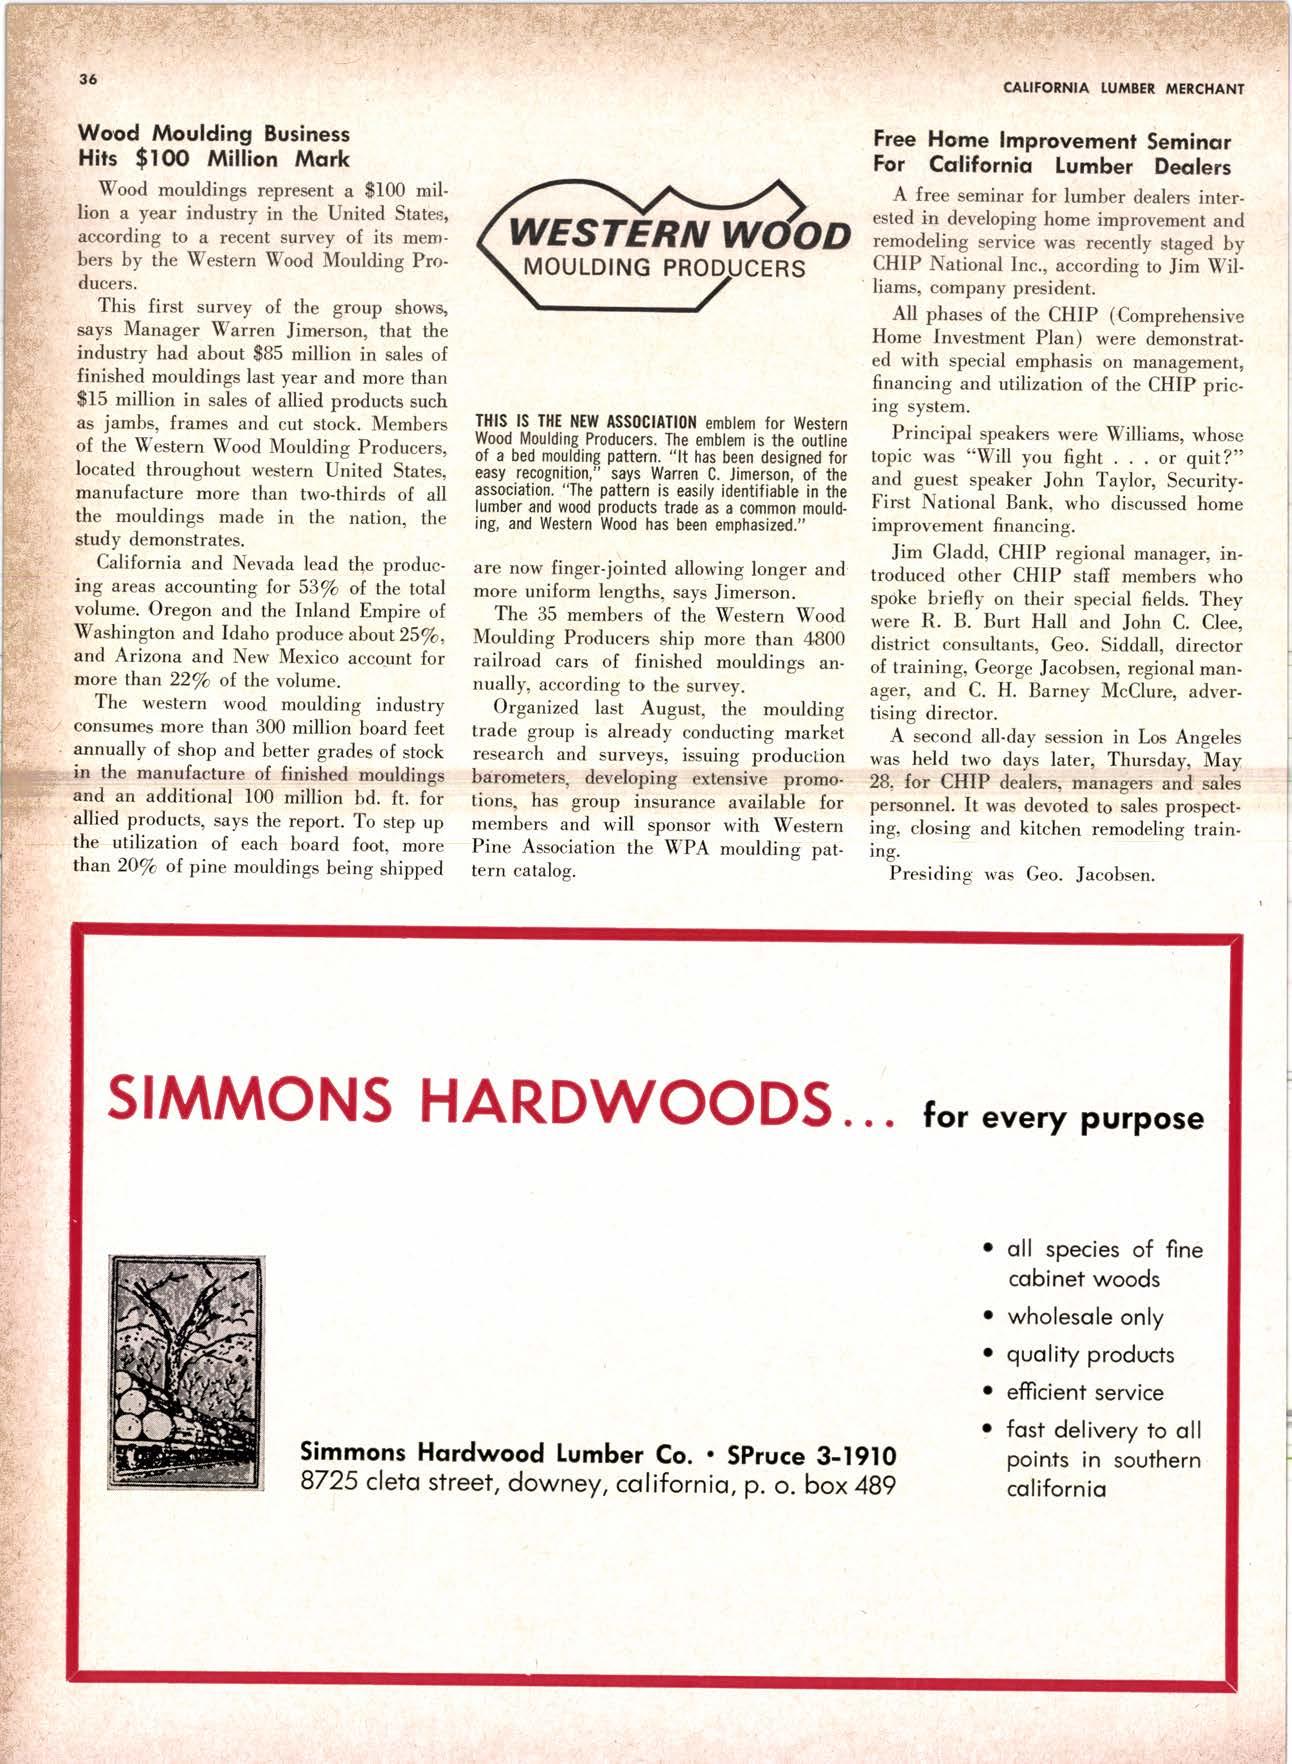 36
CALIFORNIA LUMBER MERCHANT
Wood Moulding Business
Hits $100 Million Mark
Wood mouldings represent a $100 mil-
lion a year industry in the United States,
according to a recent survey of its mem-
bers by the Western Wood Moulding Pro-
ducers.
This first survey of the group shows,
says Manager Warren Jimerson, that the
industry had about $85 million in sales of
finished mouldings last year and more than
$15 million in sales of allied products such
as jambs, frames and cut stock. Members
of the Western Wood Moulding Producers,
located throughout western United States,
manufacture more than two-thirds of all
the mouldings made in the nation, the
study demonstrates.
California and Nevada lead the produc-
ing areas accounting for 53% of the total
volume. Oregon and the Inland Empire of
Washington and Idaho produce about 25%,
and Arizona and New Mexico account for
more than 22% of the volume.
The western wood moulding industry
consumes more than 300 million board feet
annually of shop and better grades of stock
in the manufacture of finished mouldings
and an additional 100 million bd. ft. for
allied products, says the report. To step up
the utilization of each board foot, more
than 20% of pine mouldings being shipped
WESTERN WOOD
MOULDING PRODUCERS
THIS IS THE NEW ASSOCIATION emblem for Western
Wood Moulding Producers. The emblem is the outline
of a bed moulding pattern. "It has been designed for
easy recognition," says Warren C. Jimerson, of the
association. "The pattern is easily identifiable in the
lumber and wood products trade as a common mould-
ing, and Western Wood has been emphasized."
are now finger-jointed allowing longer and
more uniform lengths, says Jimerson.
The 35 members of the Western Wood
Moulding Producers ship more than 4800
railroad cars of finished mouldings an-
nually, according to the survey.
Organized last August, the moulding
trade group is already conducting market
research and surveys, issuing production
barometers, developing extensive promo-
tions, has group insurance available for
members and will sponsor with Western
Pine Association the WPA moulding pat-
tern catalog.
Free Home Improvement Seminar
For California Lumber Dealers
A free seminar for lumber dealers inter-
ested in developing home improvement and
remodeling service was recently staged by
CHIP National Inc., according to Jim Wil-
liams, company president.
All phases of the CHIP (Comprehensive
Home Investment Plan) were demonstrat-
ed with special emphasis on management,
financing and utilization of the CHIP pric-
ing system.
Principal speakers were Williams, whose
topic was "Will you fight . . . or quit?"
and guest speaker John Taylor, Security-
First National Bank, who discussed home
improvement financing.
Jim Gladd, CHIP regional manager, in-
troduced other CHIP staff members who
spoke briefly on their special fields. They
were R. B. Burt Hall and John C. Clee,
district consultants, Geo. Siddall, director
of training, George Jacobsen, regional man-
ager, and C. H. Barney McClure, adver-
tising director.
A second all-day session in Los Angeles
was held two days later, Thursday, May
28, for CHIP dealers, managers and sales
personnel. It was devoted to sales prospect-
ing, closing and kitchen remodeling train-
ing.
Presiding was Geo. Jacobsen.
SIMMONS HARDWOODS... for every purpose
• all species of fine
cabinet woods
• wholesale only
• quality products
• efficient service
• fast delivery to all
points in southern
california
Simmons Hardwood Lumber Co. • SPruce 3-1910
8725 cleta street, downey, california, p. o. box 489